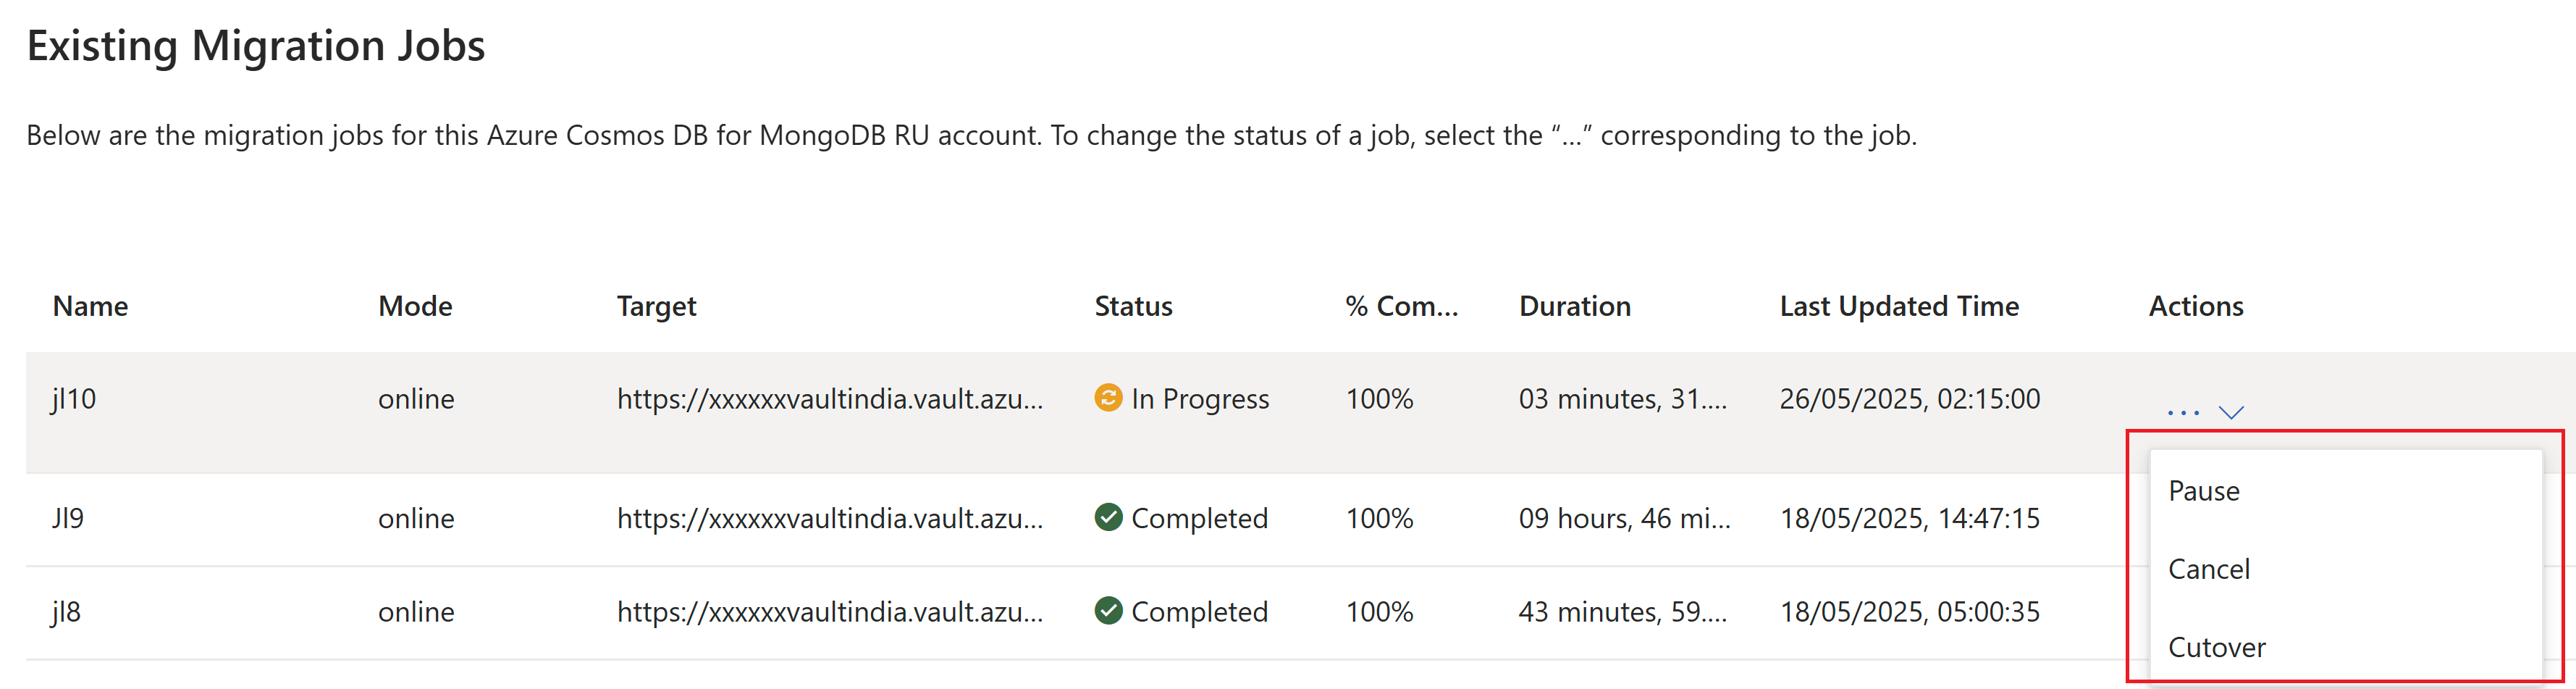 Existing Migration Jobs
Below are the migration jobs for this Azure Cosmos DB for MongoDB RU account. To change the status of a job, select the “...” corresponding to the job.
Name Mode Target Status % Com... Duration Last Updated Time Actions
jl10 online https://xxxxxxvaultindia.vault.azu... In Progress 100% 03 minutes, 31.... 26/05/2025, 02:15:00 ...
Jl9 online https://xxxxxxvaultindia.vault.azu... Completed 100% 09 hours, 46 mi... 18/05/2025, 14:47:15
jl8 online https://xxxxxxvaultindia.vault.azu... Completed 100% 43 minutes, 59.... 18/05/2025, 05:00:35
Pause
Cancel
Cutover